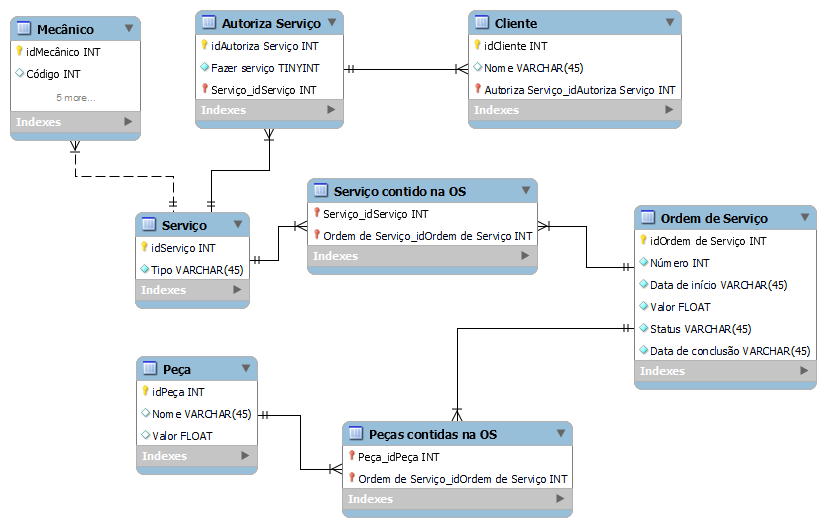 Mecânico
idMecânico INT
Código INT
5 more...
Indexes
Autoriza Serviço
idAutoriza Serviço INT
Fazer serviço TINYINT
Serviço_idServiço INT
Indexes
Cliente
idCliente INT
Nome VARCHAR(45)
Autoriza Serviço_idAutoriza Serviço INT
Indexes
Serviço
idServiço INT
Tipo VARCHAR(45)
Indexes
Serviço contido na OS
Serviço_idServiço INT
Ordem de Serviço_idOrdem de Serviço INT
Indexes
Ordem de Serviço
idOrdem de Serviço INT
Número INT
Data de início VARCHAR(45)
Valor FLOAT
Status VARCHAR(45)
Data de conclusão VARCHAR(45)
Indexes
Peça
idPeça INT
Nome VARCHAR(45)
Valor FLOAT
Indexes
Peças contidas na OS
Peça_idPeça INT
Ordem de Serviço_idOrdem de Serviço INT
Indexes